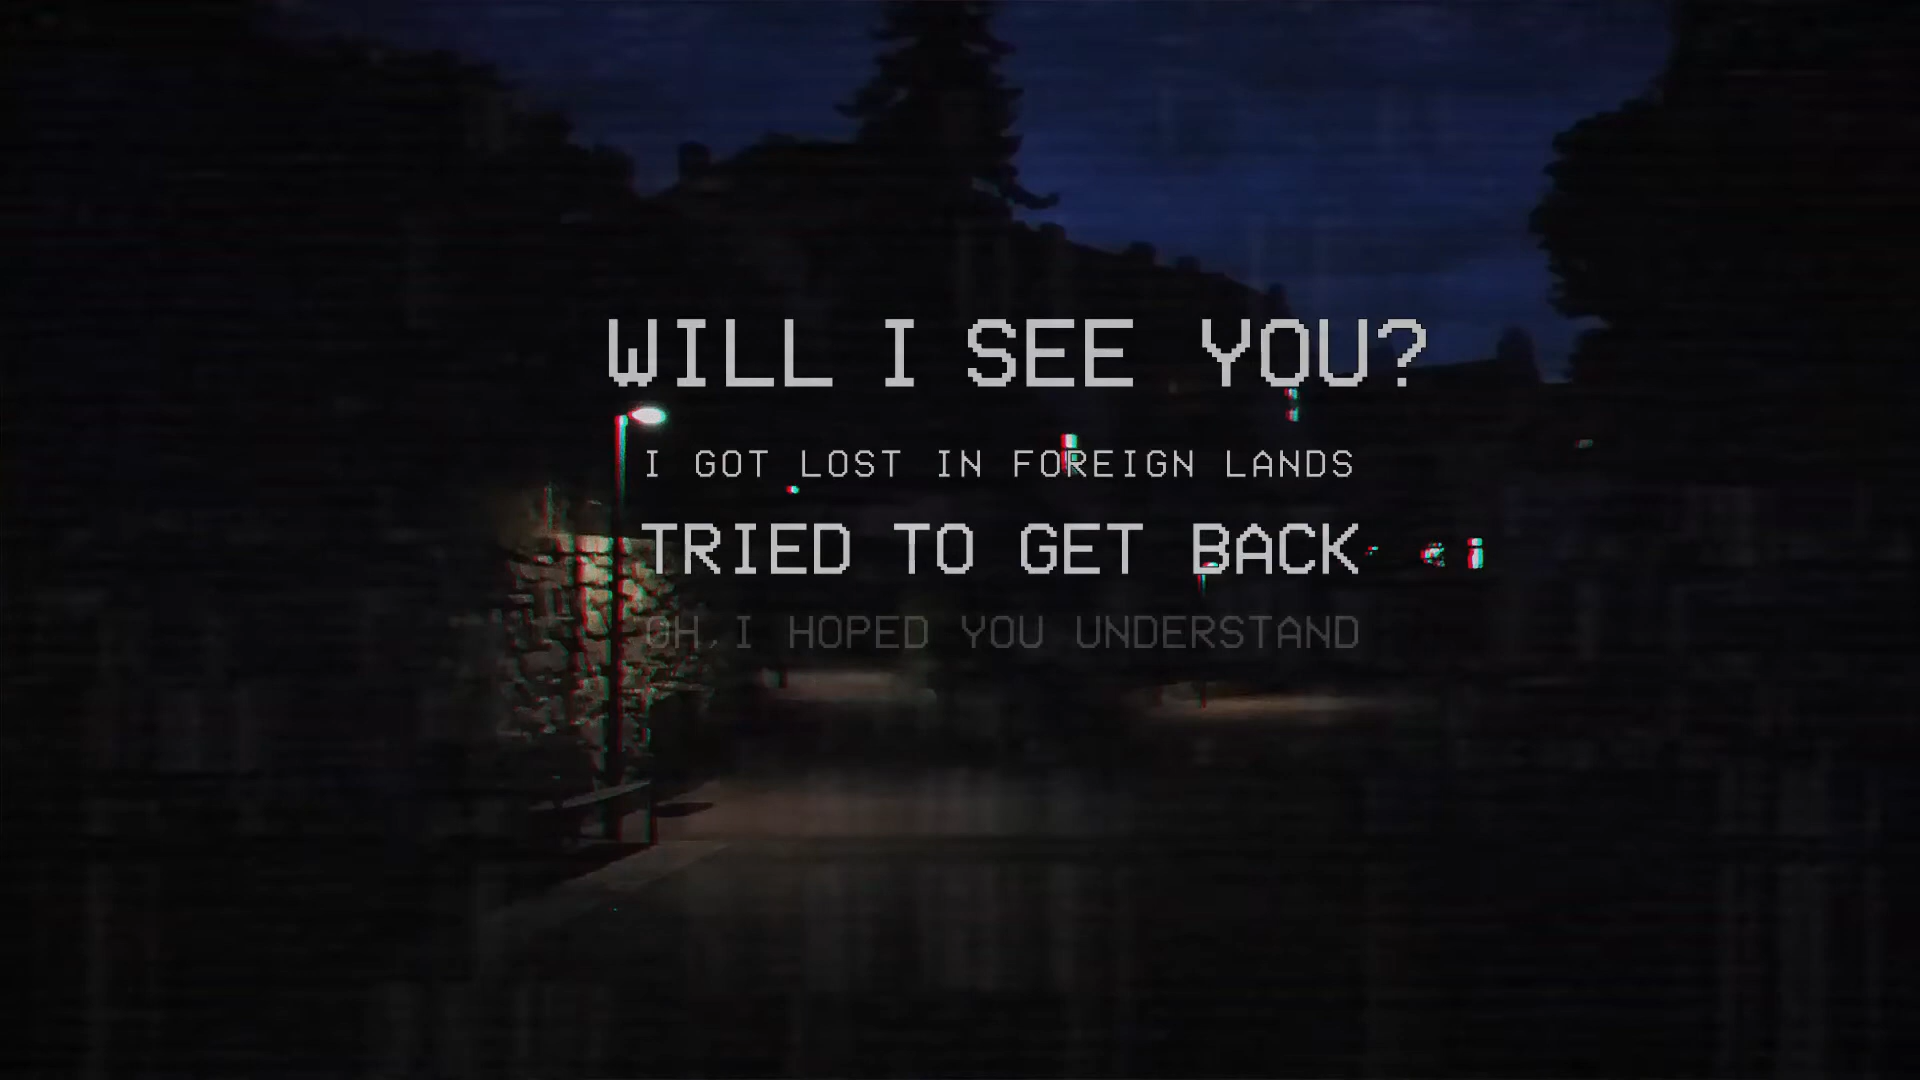 WILL I SEE YOU?
I GOT LOST IN FOREIGN LANDS
TRIED TO GET BACK
OH, I HOPED YOU UNDERSTAND